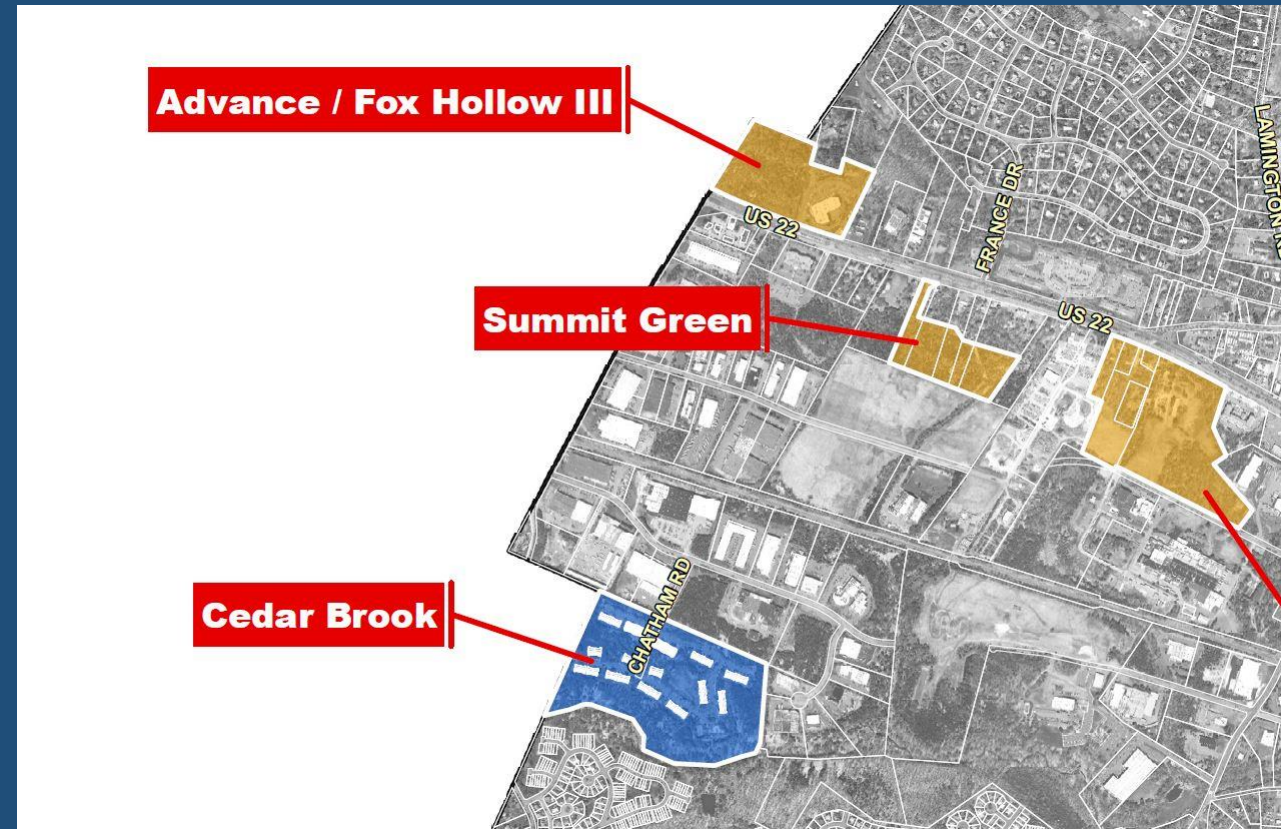 Advance / Fox Hollow III
US 22
FRANCE DR
LAMINGTON
Summit Green
US 22
CHATHAM RD
Cedar Brook